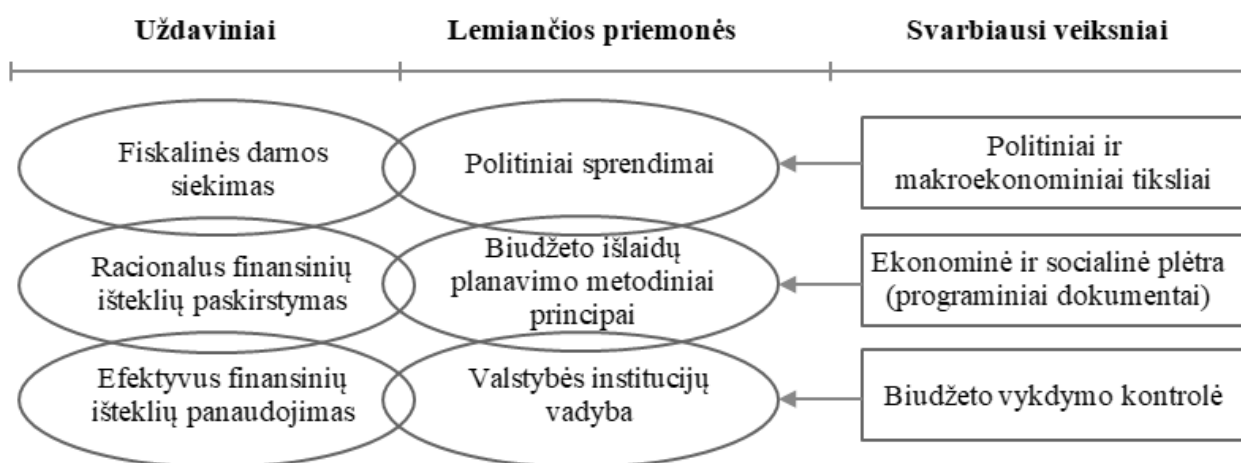 Uždaviniai
Lemiančios priemonės
Svarbiausi veiksniai
Fiskalinės darnos
siekimas
Politiniai sprendimai
Politiniai ir
makroekonominiai tiksliai
Racionalus finansinių
išteklių paskirstymas
Biudžeto išlaidų
planavimo metodiniai
principai
Ekonominė ir socialinė plėtra
(programiniai dokumentai)
Efektyvus finansinių
išteklių panaudojimas
Valstybės institucijų
vadyba
Biudžeto vykdymo kontrolė